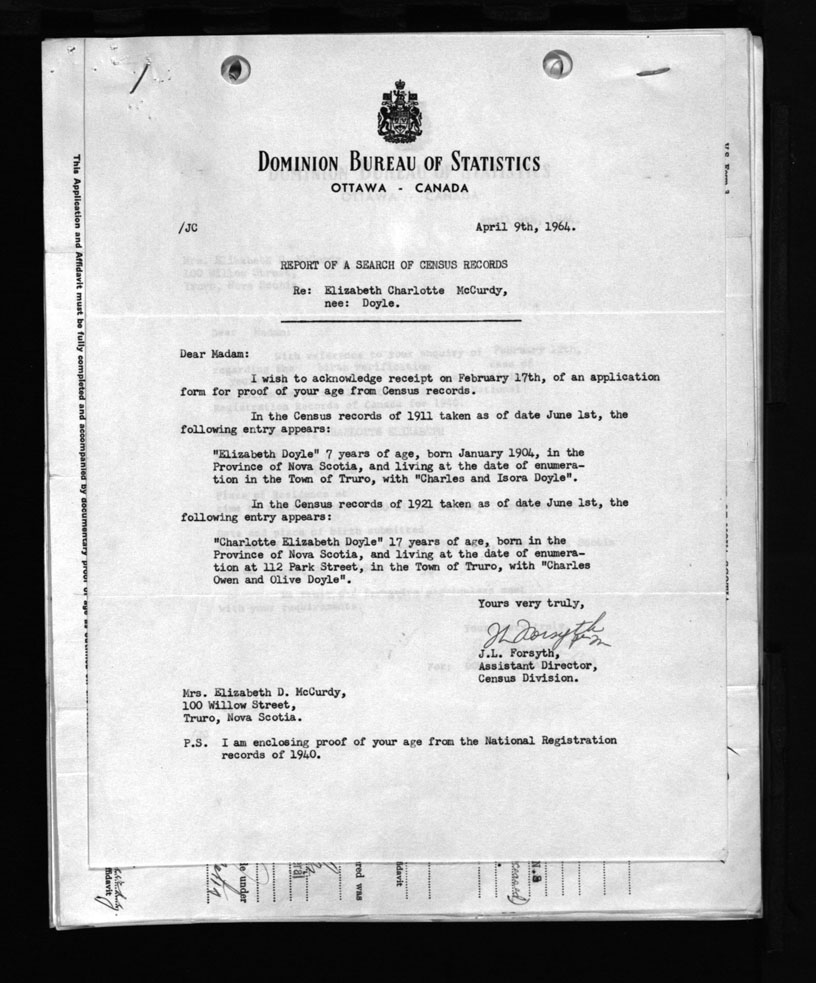 DOMINION BUREAU OF STATISTICS
OTTAWA - CANADA
/JC April 9th, 1964.
REPORT OF A SEARCH OF CENSUS RECORDS
Re: Elizabeth Charlotte McCurdy,
nee: Doyle.
Dear Madam:
I wish to acknowledge receipt on February 17th, of an application
form for proof of your age from Census records.
In the Census records of 1911 taken as of date June 1st, the
following entry appears:
"Elizabeth Doyle" 7 years of age, born January 1904, in the
Province of Nova Scotia, and living at the date of enumera-
tion in the Town of Truro, with "Charles and Isora Doyle".
In the Census records of 1921 taken as of date June 1st, the
following entry appears:
"Charlotte Elizabeth Doyle" 17 years of age, born in the
Province of Nova Scotia, and living at the date of enumera-
tion at 112 Park Street, in the Town of Truro, with "Charles
Owen and Olive Doyle".
Yours very truly,
J.L. Forsyth,
Assistant Director,
Census Division.
Mrs. Elizabeth D. McCurdy,
100 Willow Street,
Truro, Nova Scotia.
P.S. I am enclosing proof of your age from the National Registration
records of 1940.
This Application and Affidavit must be fully completed and accompanied by documentary proof of age
ffidavit
le under
red was
fidavit
N.S